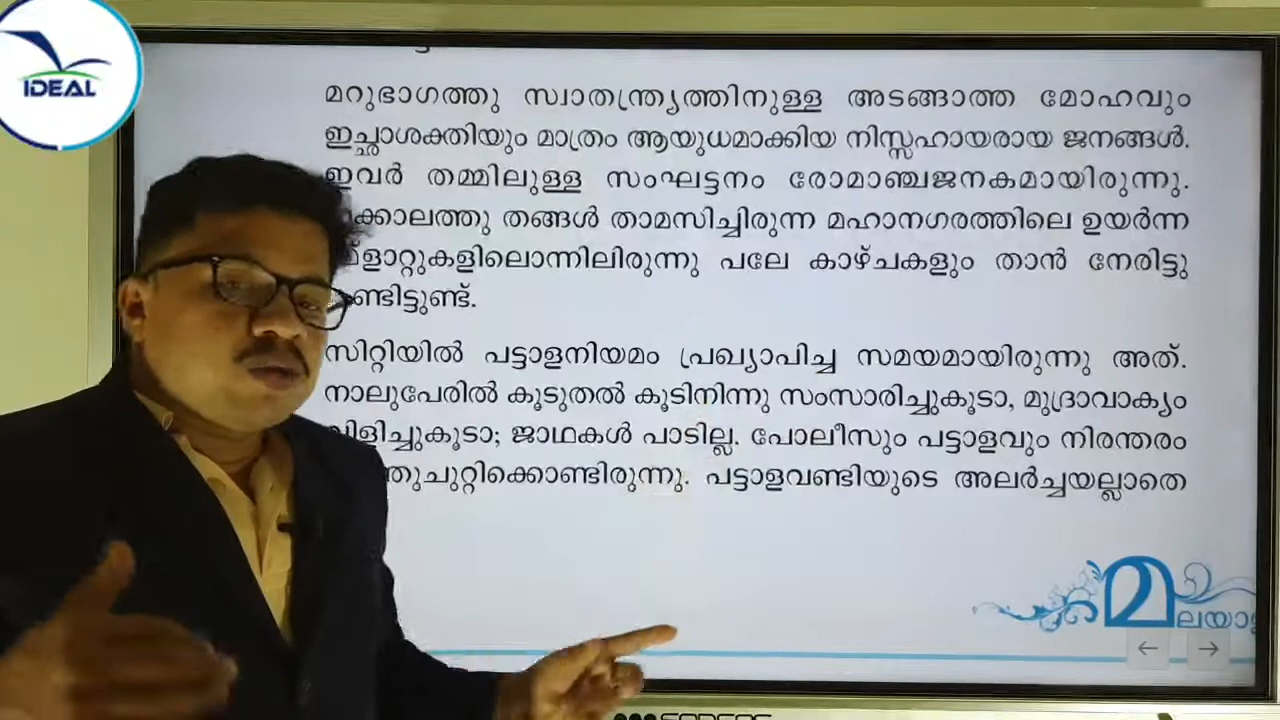 IDEAL
മറുഭാഗത്തു സ്വാതന്ത്ര്യത്തിനുള്ള അടങ്ങാത്ത മോഹവും
ഇച്ഛാശക്തിയും മാത്രം ആയുധമാക്കിയ നിസ്സഹായരായ ജനങ്ങൾ.
ഇവർ തമ്മിലുള്ള സംഘട്ടനം രോമാഞ്ചജനകമായിരുന്നു.
തങ്ങൾ താമസിച്ചിരുന്ന മഹാനഗരത്തിലെ ഉയർന്ന
പലേ കാഴ്ചകളും താൻ നേരിട്ടു
സിറ്റിയിൽ പട്ടാളനിയമം പ്രഖ്യാപിച്ച സമയമായിരുന്നു അത്.
നാലുപേരിൽ കൂടുതൽ കൂടിനിന്നു സംസാരിച്ചുകൂടാ, മുദ്രാവാക്യം
വിളിച്ചുകൂടാ; ജാഥകൾ പാടില്ല. പോലീസും പട്ടാളവും നിരന്തരം
പട്ടാളവണ്ടിയുടെ അലർച്ചയല്ലാതെ